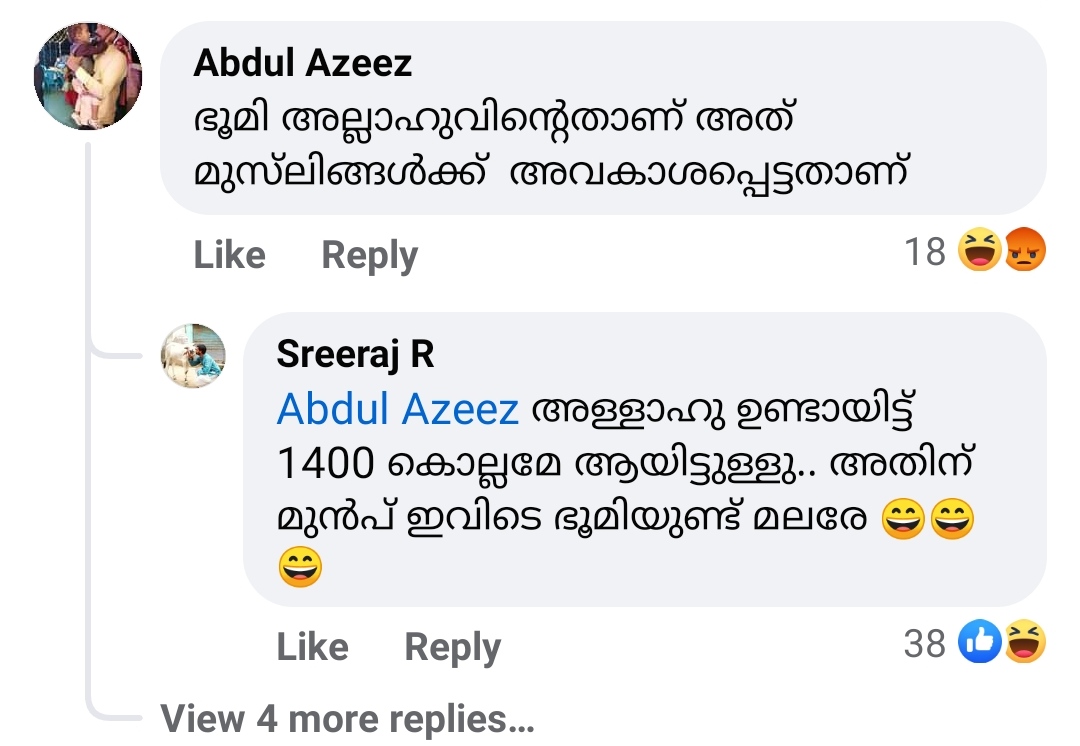 Abdul Azeez
ഭൂമി അല്ലാഹുവിന്റെതാണ് അത്
മുസ്‌ലിങ്ങൾക്ക് അവകാശപ്പെട്ടതാണ്
Like Reply 18
Sreeraj R
Abdul Azeez അള്ളാഹു ഉണ്ടായിട്ട്
1400 കൊല്ലമേ ആയിട്ടുള്ളു.. അതിന്
മുൻപ് ഇവിടെ ഭൂമിയുണ്ട് മലരേ 😄😄
😄
Like Reply 38
View 4 more replies...